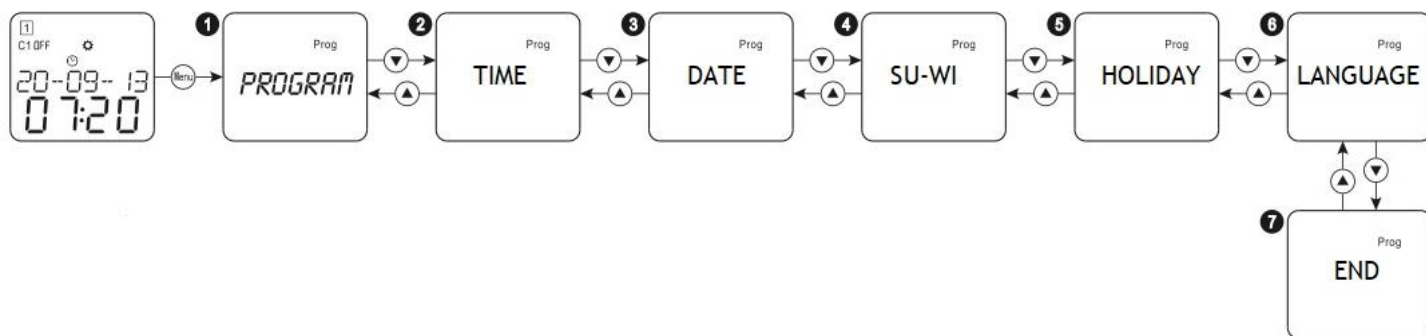 1
C1 OFF
20--09--13
07:20
Menu
1
Prog
PROGRAM
2
Prog
TIME
3
Prog
DATE
4
Prog
SU-WI
5
Prog
HOLIDAY
6
Prog
LANGUAGE
7
Prog
END